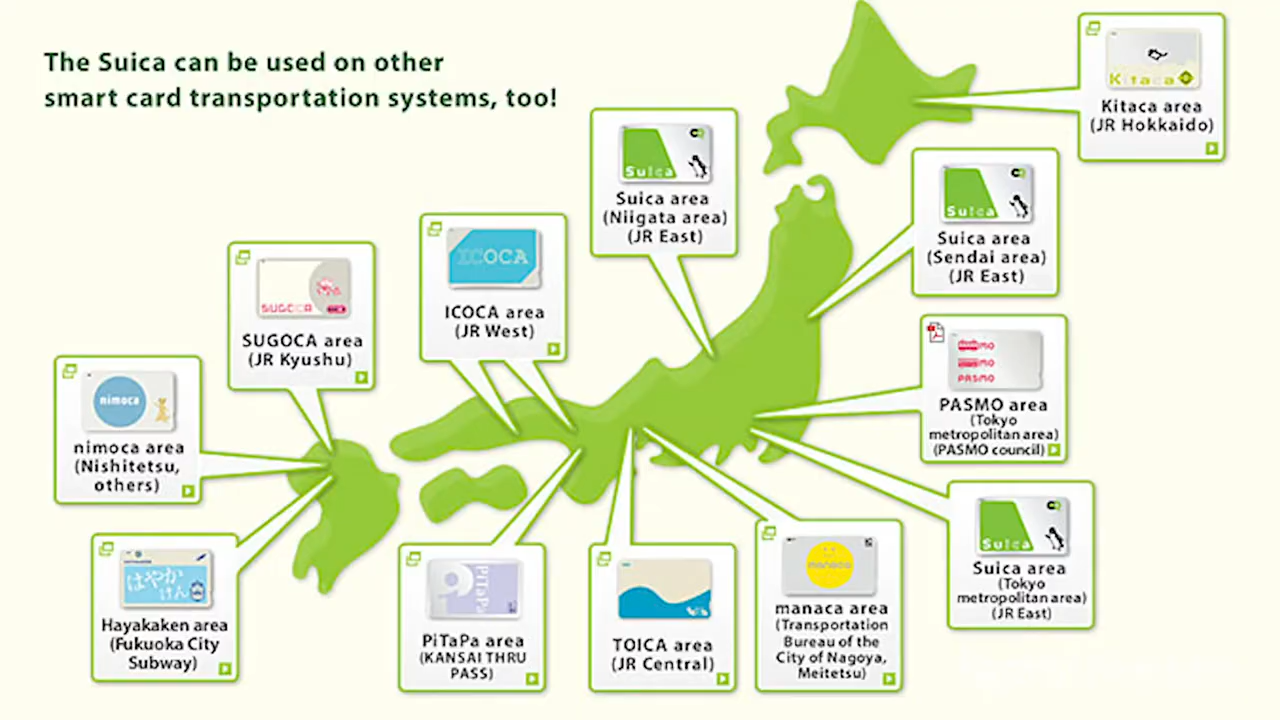 The Suica can be used on other
smart card transportation systems, too!
Kitaca
Kitaca area
(JR Hokkaido)
Suica
Suica area
(Niigata area)
(JR East)
Suica
Suica area
(Sendai area)
(JR East)
ICOCA
ICOCA area
(JR West)
SUGOCA
SUGOCA area
(JR Kyushu)
PASMO
PASMO area
(Tokyo
metropolitan area)
(PASMO council)
nimoca
nimoca area
(Nishitetsu,
others)
Suica
Suica area
(Tokyo
metropolitan area)
(JR East)
はやか
けん
Hayakaken area
(Fukuoka City
Subway)
PiTaPa
PiTaPa area
(KANSAI THRU
PASS)
TOICA area
(JR Central)
manaca
manaca area
(Transportation
Bureau of the
City of Nagoya,
Meitetsu)